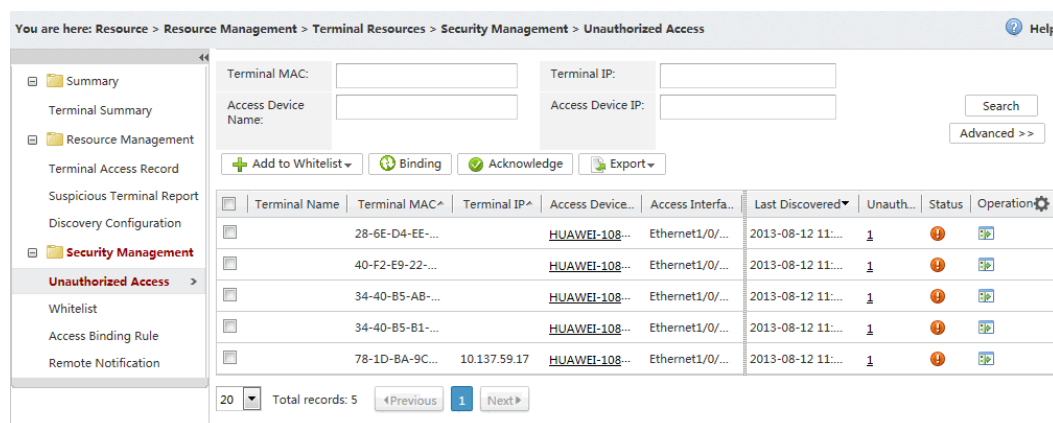 You are here: Resource > Resource Management > Terminal Resources > Security Management > Unauthorized Access
Help
Summary
Terminal Summary
Resource Management
Terminal Access Record
Suspicious Terminal Report
Discovery Configuration
Security Management
Unauthorized Access >
Whitelist
Access Binding Rule
Remote Notification
Terminal MAC:
Terminal IP:
Access Device Name:
Access Device IP:
Search
Advanced >>
Add to Whitelist
Binding
Acknowledge
Export
Terminal Name Terminal MAC Terminal IP Access Device... Access Interfa... Last Discovered Unauth... Status Operation
28-6E-D4-EE-... HUAWEI-108... Ethernet1/0/... 2013-08-12 11:... 1
40-F2-E9-22-... HUAWEI-108... Ethernet1/0/... 2013-08-12 11:... 1
34-40-B5-AB-... HUAWEI-108... Ethernet1/0/... 2013-08-12 11:... 1
34-40-B5-B1-... HUAWEI-108... Ethernet1/0/... 2013-08-12 11:... 1
78-1D-BA-9C... 10.137.59.17 HUAWEI-108... Ethernet1/0/... 2013-08-12 11:... 1
20 Total records: 5 Previous 1 Next